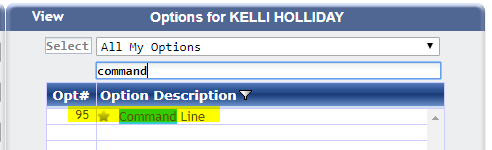 View Options for KELLI HOLLIDAY
Select All My Options
command
Opt# Option Description
95 Command Line